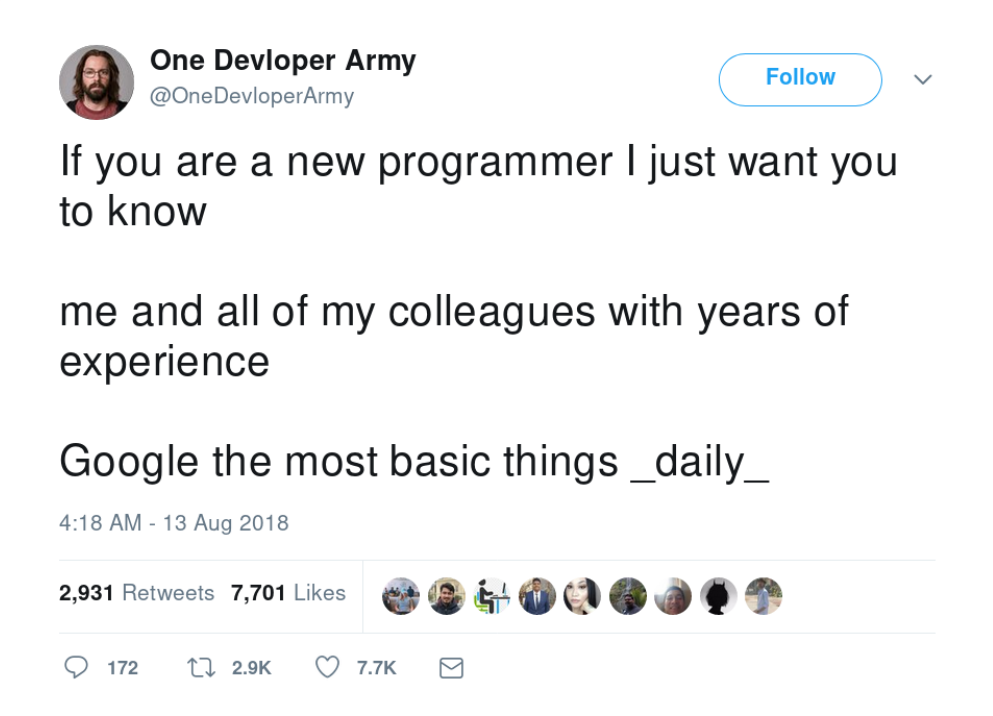 One Devloper Army
@OneDevloperArmy
Follow
If you are a new programmer I just want you
to know
me and all of my colleagues with years of
experience
Google the most basic things _daily_
4:18 AM - 13 Aug 2018
2,931 Retweets 7,701 Likes
172 2.9K 7.7K